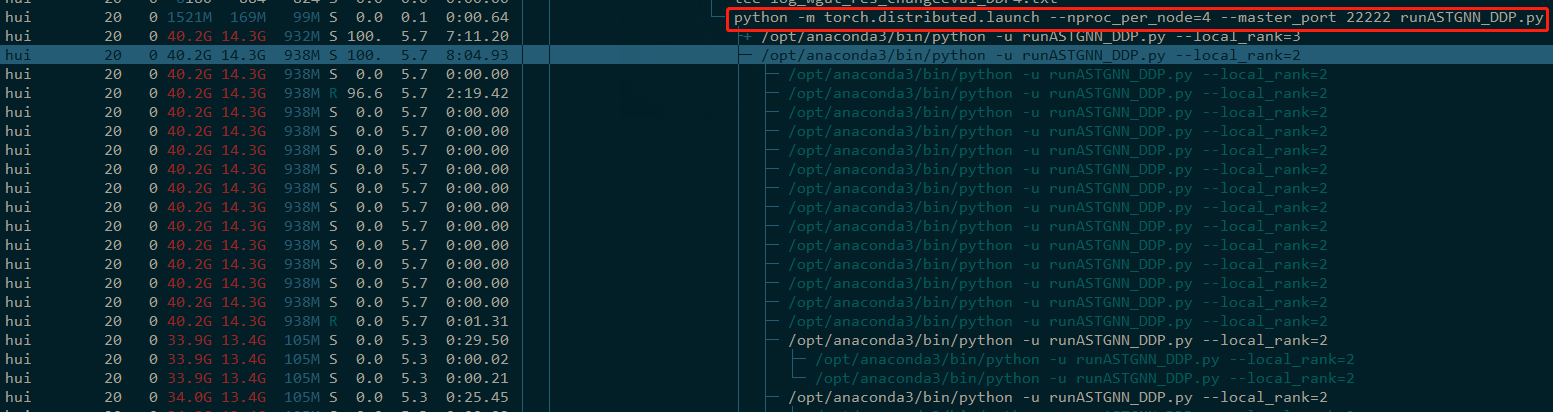 tee log_wgat_res_changeeval_DDP4.txt
hui 20 0 1521M 169M 99M S 0.0 0.1 0:00.64 python -m torch.distributed.launch --nproc_per_node=4 --master_port 22222 runASTGNN_DDP.py
hui 20 0 40.2G 14.3G 932M S 100. 5.7 7:11.20 /opt/anaconda3/bin/python -u runASTGNN_DDP.py --local_rank=3
hui 20 0 40.2G 14.3G 938M S 100. 5.7 8:04.93 /opt/anaconda3/bin/python -u runASTGNN_DDP.py --local_rank=2
hui 20 0 40.2G 14.3G 938M S 0.0 5.7 0:00.00 /opt/anaconda3/bin/python -u runASTGNN_DDP.py --local_rank=2
hui 20 0 40.2G 14.3G 938M R 96.6 5.7 2:19.42 /opt/anaconda3/bin/python -u runASTGNN_DDP.py --local_rank=2
hui 20 0 40.2G 14.3G 938M S 0.0 5.7 0:00.00 /opt/anaconda3/bin/python -u runASTGNN_DDP.py --local_rank=2
hui 20 0 40.2G 14.3G 938M S 0.0 5.7 0:00.00 /opt/anaconda3/bin/python -u runASTGNN_DDP.py --local_rank=2
hui 20 0 40.2G 14.3G 938M S 0.0 5.7 0:00.00 /opt/anaconda3/bin/python -u runASTGNN_DDP.py --local_rank=2
hui 20 0 40.2G 14.3G 938M S 0.0 5.7 0:00.00 /opt/anaconda3/bin/python -u runASTGNN_DDP.py --local_rank=2
hui 20 0 40.2G 14.3G 938M S 0.0 5.7 0:00.00 /opt/anaconda3/bin/python -u runASTGNN_DDP.py --local_rank=2
hui 20 0 40.2G 14.3G 938M S 0.0 5.7 0:00.00 /opt/anaconda3/bin/python -u runASTGNN_DDP.py --local_rank=2
hui 20 0 40.2G 14.3G 938M S 0.0 5.7 0:00.00 /opt/anaconda3/bin/python -u runASTGNN_DDP.py --local_rank=2
hui 20 0 40.2G 14.3G 938M S 0.0 5.7 0:00.00 /opt/anaconda3/bin/python -u runASTGNN_DDP.py --local_rank=2
hui 20 0 40.2G 14.3G 938M S 0.0 5.7 0:00.00 /opt/anaconda3/bin/python -u runASTGNN_DDP.py --local_rank=2
hui 20 0 40.2G 14.3G 938M S 0.0 5.7 0:00.00 /opt/anaconda3/bin/python -u runASTGNN_DDP.py --local_rank=2
hui 20 0 40.2G 14.3G 938M R 0.0 5.7 0:01.31 /opt/anaconda3/bin/python -u runASTGNN_DDP.py --local_rank=2
hui 20 0 33.9G 13.4G 105M S 0.0 5.3 0:29.50 /opt/anaconda3/bin/python -u runASTGNN_DDP.py --local_rank=2
hui 20 0 33.9G 13.4G 105M S 0.0 5.3 0:00.02 /opt/anaconda3/bin/python -u runASTGNN_DDP.py --local_rank=2
hui 20 0 33.9G 13.4G 105M S 0.0 5.3 0:00.21 /opt/anaconda3/bin/python -u runASTGNN_DDP.py --local_rank=2
hui 20 0 34.0G 13.4G 105M S 0.0 5.3 0:25.45 /opt/anaconda3/bin/python -u runASTGNN_DDP.py --local_rank=2